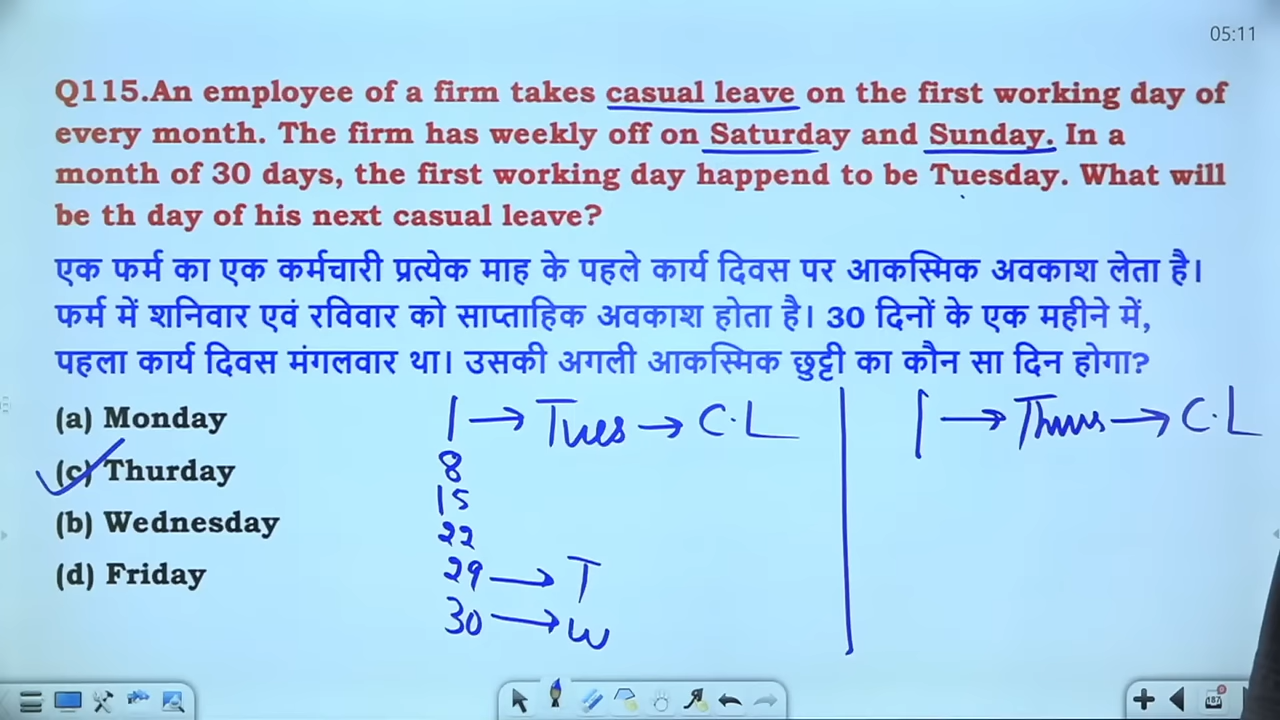 05:11
Q115.An employee of a firm takes casual leave on the first working day of
every month. The firm has weekly off on Saturday and Sunday. In a
month of 30 days, the first working day happend to be Tuesday. What will
be th day of his next casual leave?
एक फर्म का एक कर्मचारी प्रत्येक माह के पहले कार्य दिवस पर आकस्मिक अवकाश लेता है।
फर्म में शनिवार एवं रविवार को साप्ताहिक अवकाश होता है। 30 दिनों के एक महीने में,
पहला कार्य दिवस मंगलवार था। उसकी अगली आकस्मिक छुट्टी का कौन सा दिन होगा?
(a) Monday
(c) Thurday
(b) Wednesday
(d) Friday
1 → Tues → C.L
8
15
22
29 → T
30 → W
1 → Thurs → C.L
187